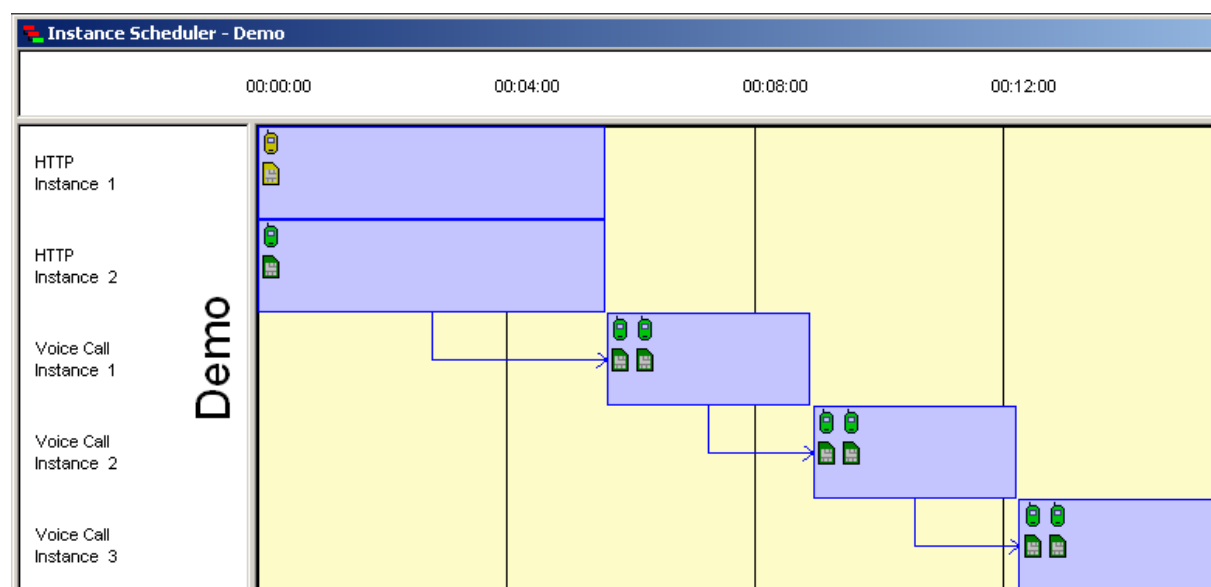 Instance Scheduler - Demo
00:00:00 00:04:00 00:08:00 00:12:00
HTTP
Instance 1
HTTP
Instance 2
Demo
Voice Call
Instance 1
Voice Call
Instance 2
Voice Call
Instance 3